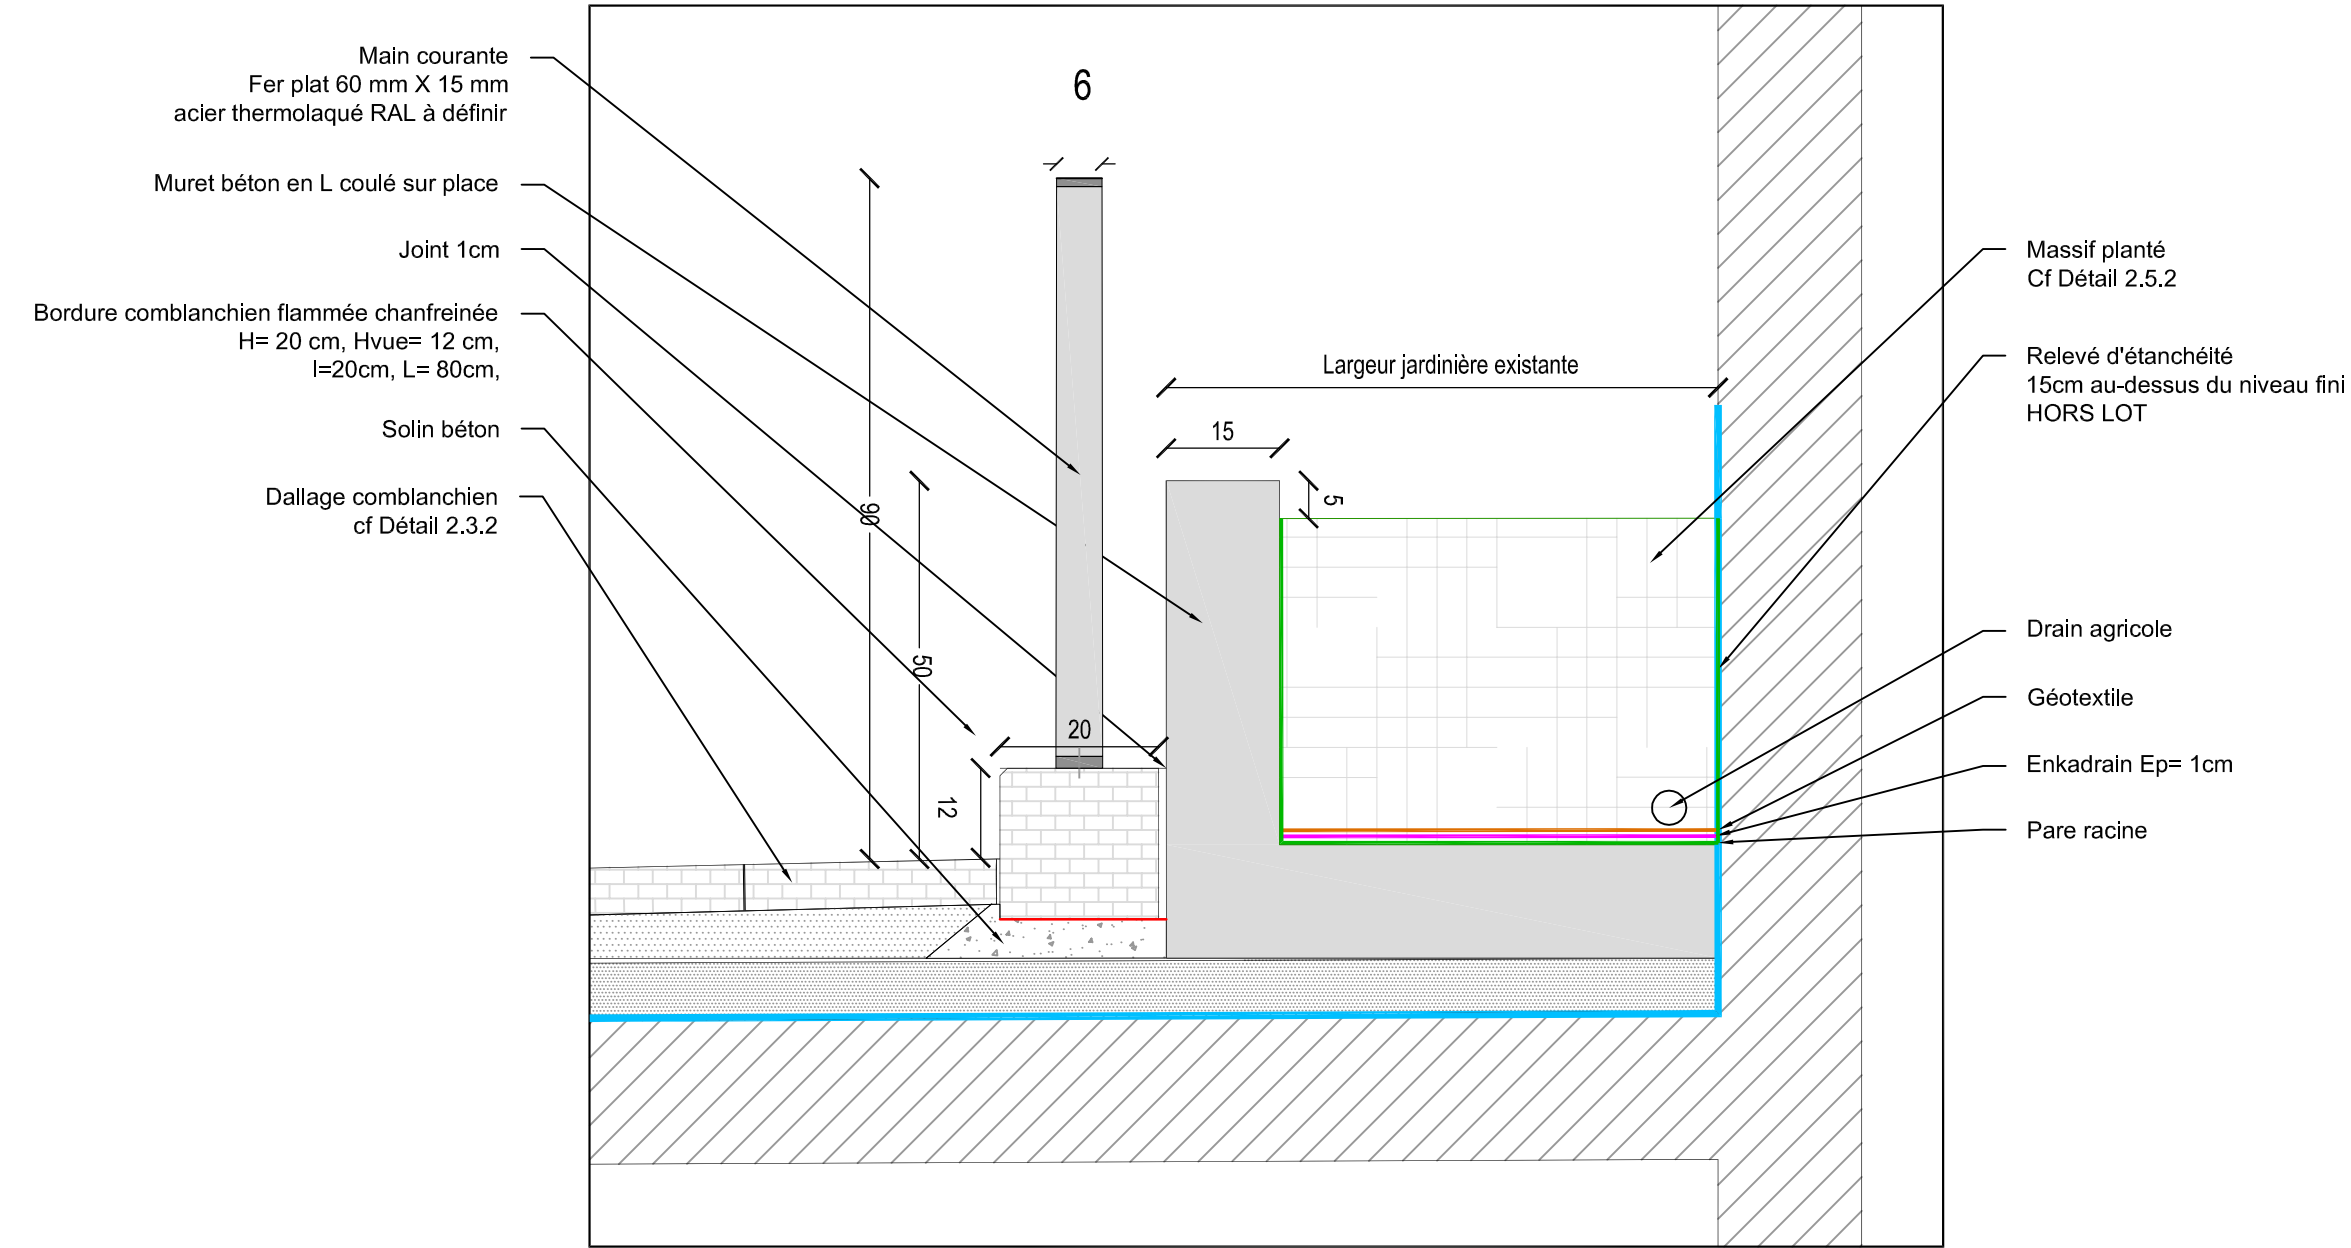 Main courante
Fer plat 60 mm X 15 mm
acier thermolaqué RAL à définir
Muret béton en L coulé sur place
Joint 1cm
Bordure comblanchien flammée chanfreinée
H= 20 cm, Hvue= 12 cm,
l=20cm, L= 80cm,
Solin béton
Dallage comblanchien
cf Détail 2.3.2
6
90
50
12
20
Largeur jardinière existante
15
5
Massif planté
Cf Détail 2.5.2
Relevé d'étanchéité
15cm au-dessus du niveau fini
HORS LOT
Drain agricole
Géotextile
Enkadrain Ep= 1cm
Pare racine